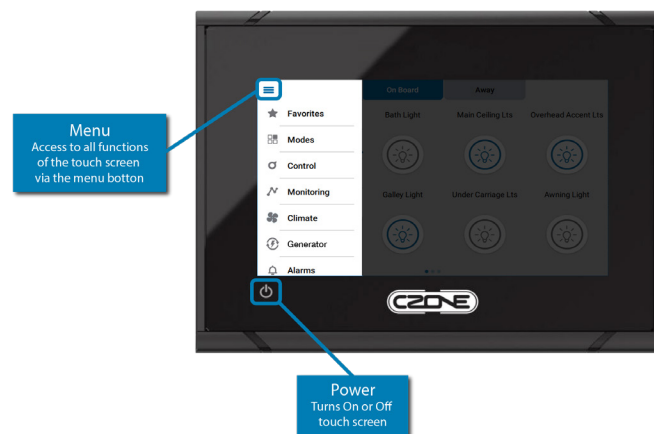 Menu
Access to all functions
of the touch screen
via the menu botton
Favorites
Modes
Control
Monitoring
Climate
Generator
Alarms
On Board
Away
Bath Light
Main Ceiling Lts
Overhead Accent Lts
Galley Light
Under Carriage Lts
Awning Light
CZONE
Power
Turns On or Off
touch screen